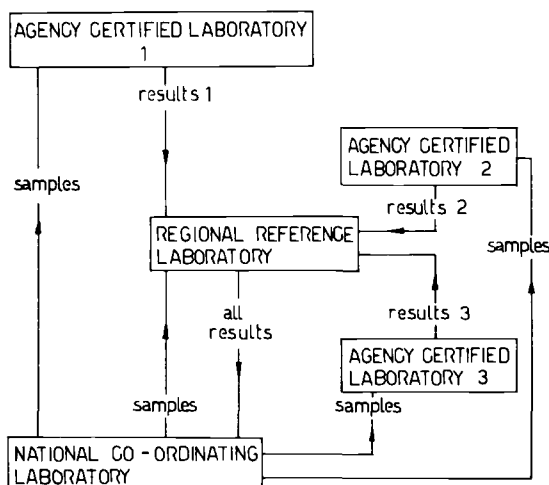 AGENCY CERTIFIED LABORATORY
1
results 1
samples
AGENCY CERTIFIED
LABORATORY 2
results 2
samples
REGIONAL REFERENCE
LABORATORY
all
results
results 3
AGENCY CERTIFIED
LABORATORY 3
samples
samples
NATIONAL CO-ORDINATING
LABORATORY